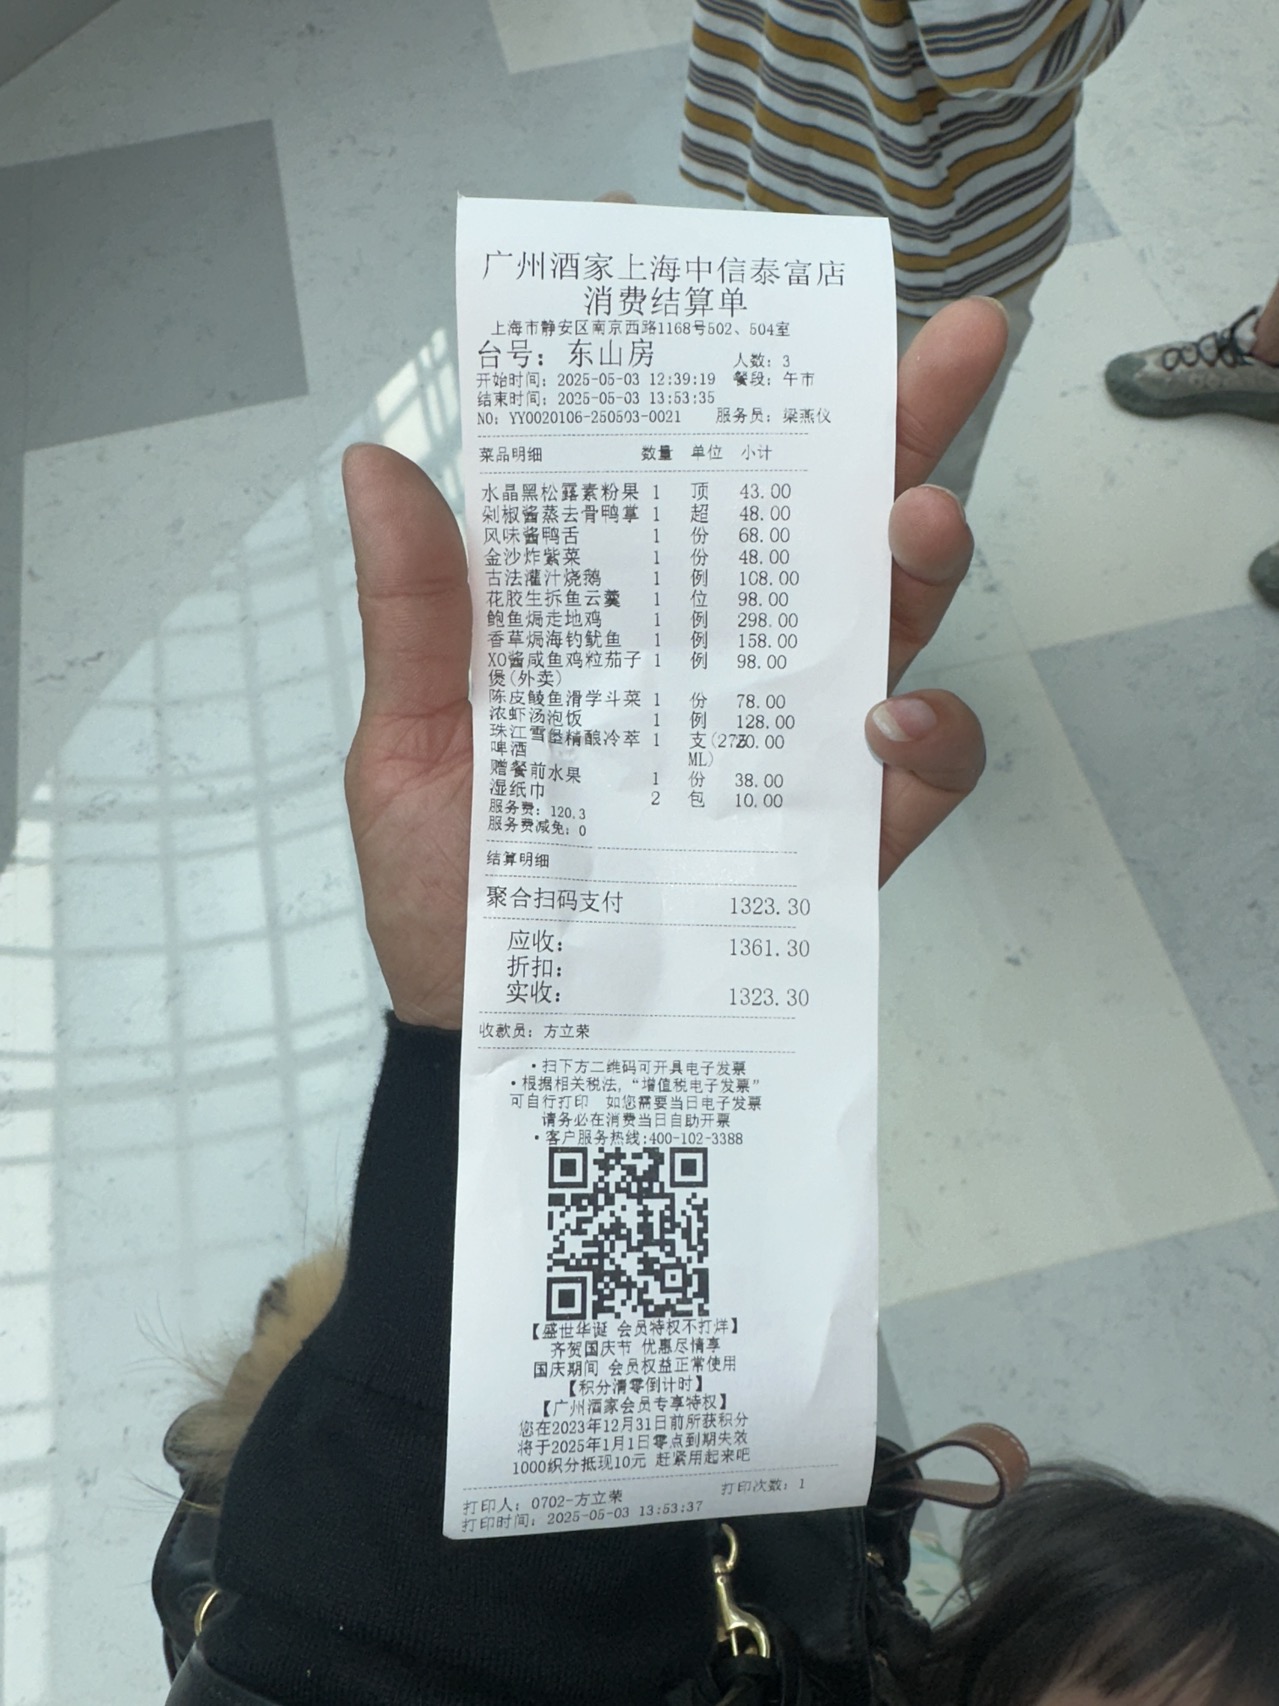 广州酒家上海中信泰富店
消费结算单
上海市静安区南京西路1168号502、504室
台号：东山房 人数：3
开始时间：2025-05-03 12:39:19 餐段：午市
结束时间：2025-05-03 13:53:35
NO：YY0020106-250503-0021 服务员：梁燕仪
菜品明细 数量 单位 小计
水晶黑松露素粉果 1 顶 43.00
剁椒酱蒸去骨鸭掌 1 超 48.00
风味酱鸭舌 1 份 68.00
金沙炸紫菜 1 份 48.00
古法灌汁烧鹅 1 例 108.00
花胶生拆鱼云羹 1 位 98.00
鲍鱼焗走地鸡 1 例 298.00
香草焗海钓鱿鱼 1 例 158.00
XO酱咸鱼鸡粒茄子 1 例 98.00
煲(外卖)
陈皮鲮鱼滑学斗菜 1 份 78.00
浓虾汤泡饭 1 例 128.00
珠江雪堡精酿冷萃 1 支(27 20.00
啤酒 ML)
赠餐前水果 1 份 38.00
湿纸巾 2 包 10.00
服务费：120.3
服务费减免：0
结算明细
聚合扫码支付 1323.30
应收： 1361.30
折扣：
实收： 1323.30
收款员：方立荣
•扫下方二维码可开具电子发票
•根据相关税法，“增值税电子发票”
可自行打印 如您需要当日电子发票
请务必在消费当日自助开票
•客户服务热线:400-102-3388
【盛世华诞 会员特权不打烊】
齐贺国庆节 优惠尽情享
国庆期间 会员权益正常使用
【积分清零倒计时】
【广州酒家会员专享特权】
您在2023年12月31日前所获积分
将于2025年1月1日零点到期失效
1000积分抵现10元 赶紧用起来吧
打印人：0702-方立荣 打印次数：1
打印时间：2025-05-03 13:53:37